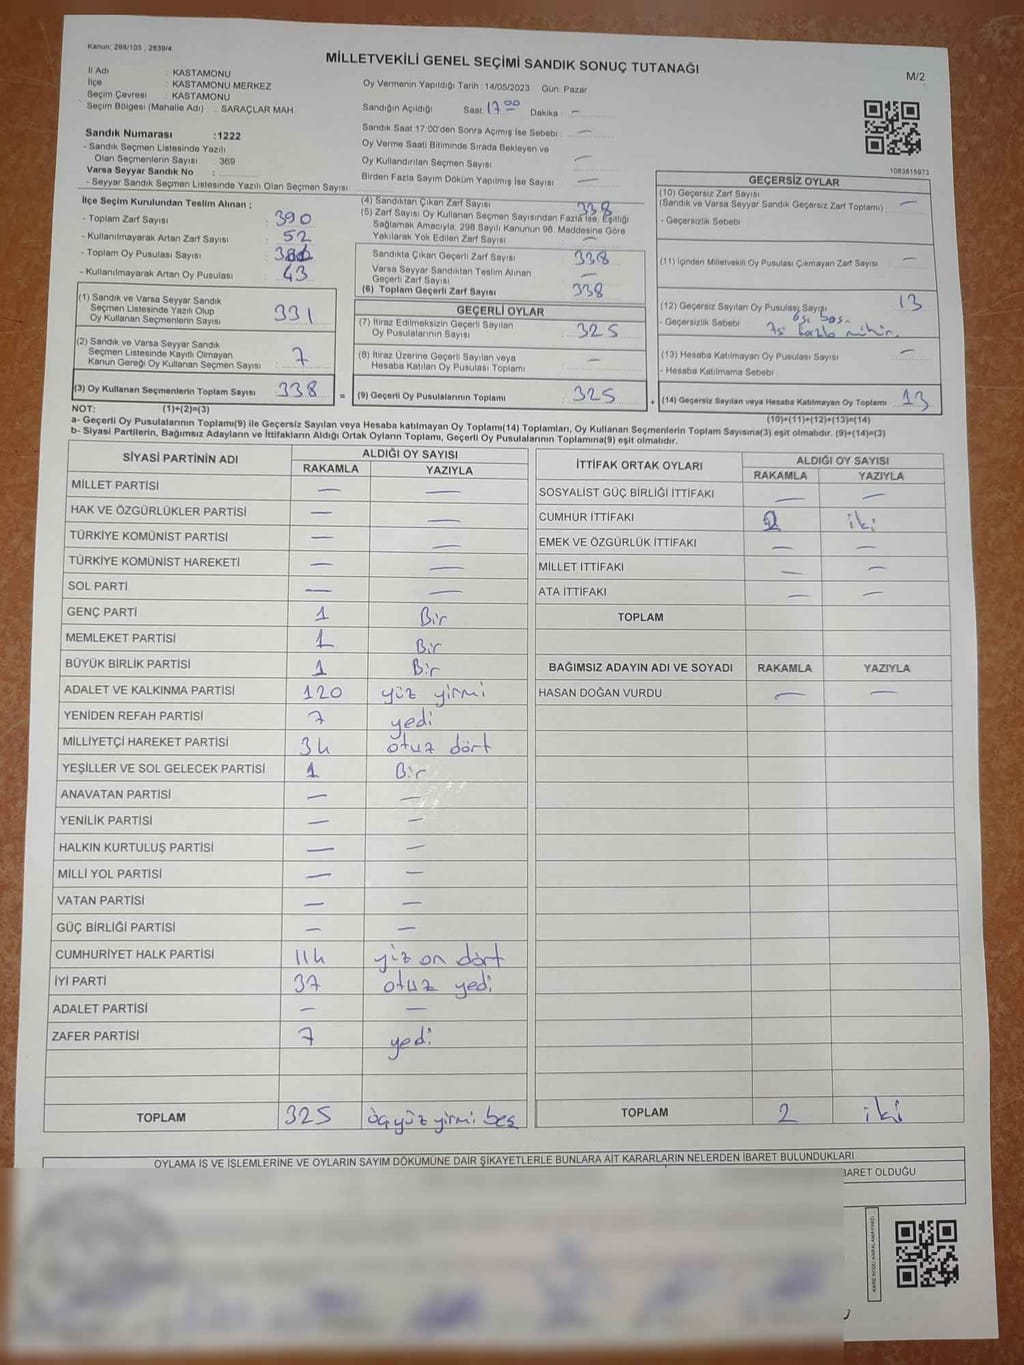 Kanun: 298/105 , 2839/4
MİLLETVEKİLİ GENEL SEÇİMİ SANDIK SONUÇ TUTANAĞI
M/2
İl Adı : KASTAMONU
İlçe : KASTAMONU MERKEZ
Seçim Çevresi : KASTAMONU
Seçim Bölgesi (Mahalle Adı) : SARAÇLAR MAH.
Sandık Numarası :1222
- Sandık Seçmen Listesinde Yazılı
Olan Seçmenlerin Sayısı : 369
Varsa Seyyar Sandık No :
- Seyyar Sandık Seçmen Listesinde Yazılı Olan Seçmen Sayısı:
Oy Vermenin Yapıldığı Tarih : 14/05/2023 Gün: Pazar
Sandığın Açıldığı Saat: 17 00 Dakika : —
Sandık Saat 17:00'den Sonra Açımış İse Sebebi : —
Oy Verme Saati Bitiminde Sırada Bekleyen ve
Oy Kullandırılan Seçmen Sayısı : —
Birden Fazla Sayım Döküm Yapılmış İse Sayısı : —
1083615973
İlçe Seçim Kurulundan Teslim Alınan ;
- Toplam Zarf Sayısı : 390
- Kullanılmayarak Artan Zarf Sayısı : 52
- Toplam Oy Pusulası Sayısı :
- Kullanılmayarak Artan Oy Pusulası : 43
(1) Sandık ve Varsa Seyyar Sandık
Seçmen Listesinde Yazılı Olup
Oy Kullanan Seçmenlerin Sayısı : 331
(2) Sandık ve Varsa Seyyar Sandık
Seçmen Listesinde Kayıtlı Olmayan
Kanun Gereği Oy Kullanan Seçmen Sayısı : 7
(3) Oy Kullanan Seçmenlerin Toplam Sayısı : 338 =
(4) Sandıktan Çıkan Zarf Sayısı : 338
(5) Zarf Sayısı Oy Kullanan Seçmen Sayısından Fazla İse, Eşitliği
Sağlamak Amacıyla, 298 Sayılı Kanunun 98. Maddesine Göre
Yakılarak Yok Edilen Zarf Sayısı : —
Sandıkta Çıkan Geçerli Zarf Sayısı : 338
Varsa Seyyar Sandıktan Teslim Alınan
Geçerli Zarf Sayısı : —
(6) Toplam Geçerli Zarf Sayısı : 338
GEÇERLİ OYLAR
(7) İtiraz Edilmeksizin Geçerli Sayılan
Oy Pusulalarının Sayısı : 325
(8) İtiraz Üzerine Geçerli Sayılan veya
Hesaba Katılan Oy Pusulası Toplamı : —
(9) Geçerli Oy Pusulalarının Toplamı : 325 +
GEÇERSİZ OYLAR
(10) Geçersiz Zarf Sayısı
(Sandık ve Varsa Seyyar Sandık Geçersiz Zarf Toplamı) : —
- Geçersizlik Sebebi :
(11) İçinden Milletvekili Oy Pusulası Çıkmayan Zarf Sayısı : —
(12) Geçersiz Sayılan Oy Pusulası Sayısı : 13
- Geçersizlik Sebebi : boş.
fazla mühür.
(13) Hesaba Katılmayan Oy Pusulası Sayısı : —
- Hesaba Katılmama Sebebi :
(14) Geçersiz Sayılan veya Hesaba Katılmayan Oy Toplamı : 13
NOT: (1)+(2)=(3) (10)+(11)+(12)+(13)=(14)
a- Geçerli Oy Pusulasının Toplamı(9) ile Geçersiz Sayılan veya Hesaba katılmayan Oy Toplamı(14) Toplamları, Oy Kullanan Seçmenlerin Toplam Sayısına(3) eşit olmalıdır. (9)+(14)=(3)
b- Siyasi Partilerin, Bağımsız Adayların ve İttifakların Aldığı Ortak Oyların Toplamı, Geçerli Oy Pusulalarının Toplamına(9) eşit olmalıdır.
SİYASİ PARTİNİN ADI ALDIĞI OY SAYISI
RAKAMLA YAZIYLA
MİLLET PARTİSİ — —
HAK VE ÖZGÜRLÜKLER PARTİSİ — —
TÜRKİYE KOMÜNİST PARTİSİ — —
TÜRKİYE KOMÜNİST HAREKETİ — —
SOL PARTİ — —
GENÇ PARTİ 1 Bir
MEMLEKET PARTİSİ 1 Bir
BÜYÜK BİRLİK PARTİSİ 1 Bir
ADALET VE KALKINMA PARTİSİ 120 yüz yirmi
YENİDEN REFAH PARTİSİ 7 yedi
MİLLİYETÇİ HAREKET PARTİSİ 34 otuz dört
YEŞİLLER VE SOL GELECEK PARTİSİ 1 Bir
ANAVATAN PARTİSİ — —
YENİLİK PARTİSİ — —
HALKIN KURTULUŞ PARTİSİ — —
MİLLİ YOL PARTİSİ — —
VATAN PARTİSİ — —
GÜÇ BİRLİĞİ PARTİSİ — —
CUMHURİYET HALK PARTİSİ 114 yüz on dört
İYİ PARTİ 37 otuz yedi
ADALET PARTİSİ — —
ZAFER PARTİSİ 7 yedi
TOPLAM 325 üçyüz yirmi beş
İTTİFAK ORTAK OYLARI ALDIĞI OY SAYISI
RAKAMLA YAZIYLA
SOSYALİST GÜÇ BİRLİĞİ İTTİFAKI — —
CUMHUR İTTİFAKI 2 iki
EMEK VE ÖZGÜRLÜK İTTİFAKI — —
MİLLET İTTİFAKI — —
ATA İTTİFAKI — —
TOPLAM
BAĞIMSIZ ADAYIN ADI VE SOYADI RAKAMLA YAZIYLA
HASAN DOĞAN VURDU — —
TOPLAM 2 iki
OYLAMA İŞ VE İŞLEMLERİNE VE OYLARIN SAYIM DÖKÜMÜNE DAİR ŞİKAYETLERLE BUNLARA AİT KARARLARIN NELERDEN İBARET BULUNDUKLARI
BARET OLDUĞU
KARE KODU KARALAMAYINIZ!